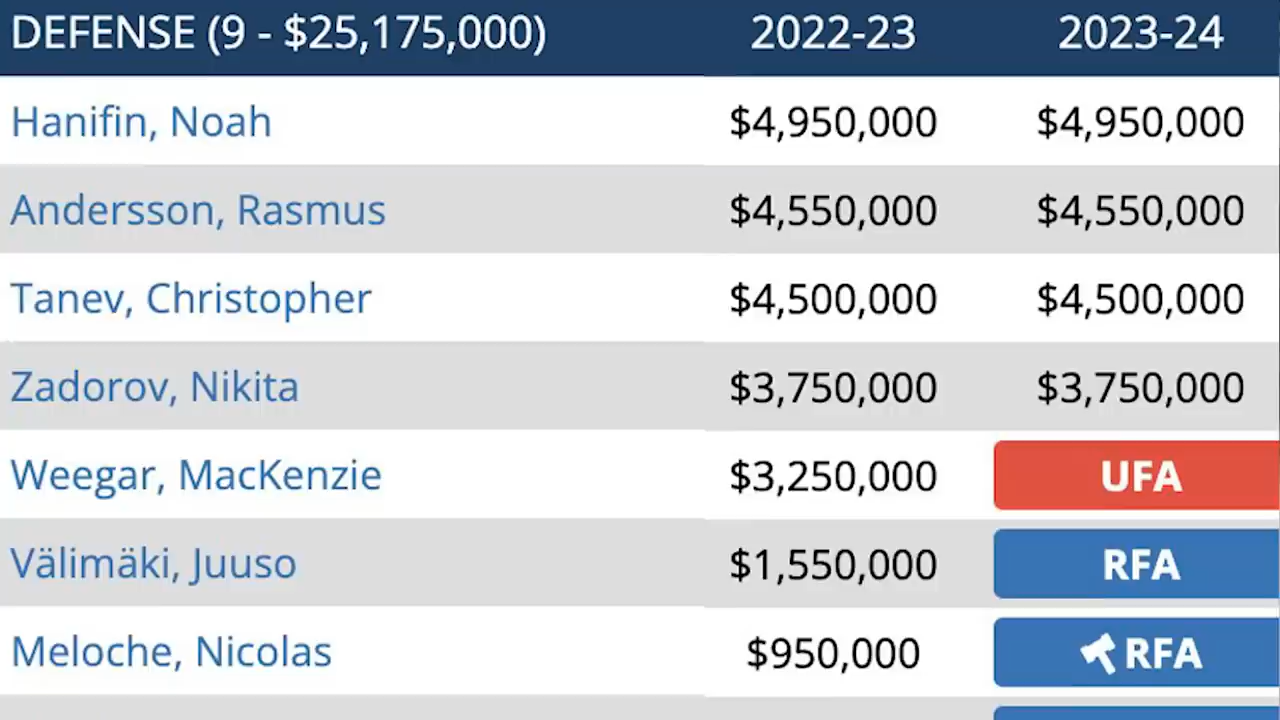 DEFENSE (9 - $25,175,000) 2022-23 2023-24
Hanifin, Noah $4,950,000 $4,950,000
Andersson, Rasmus $4,550,000 $4,550,000
Tanev, Christopher $4,500,000 $4,500,000
Zadorov, Nikita $3,750,000 $3,750,000
Weegar, MacKenzie $3,250,000 UFA
Välimäki, Juuso $1,550,000 RFA
Meloche, Nicolas $950,000 RFA